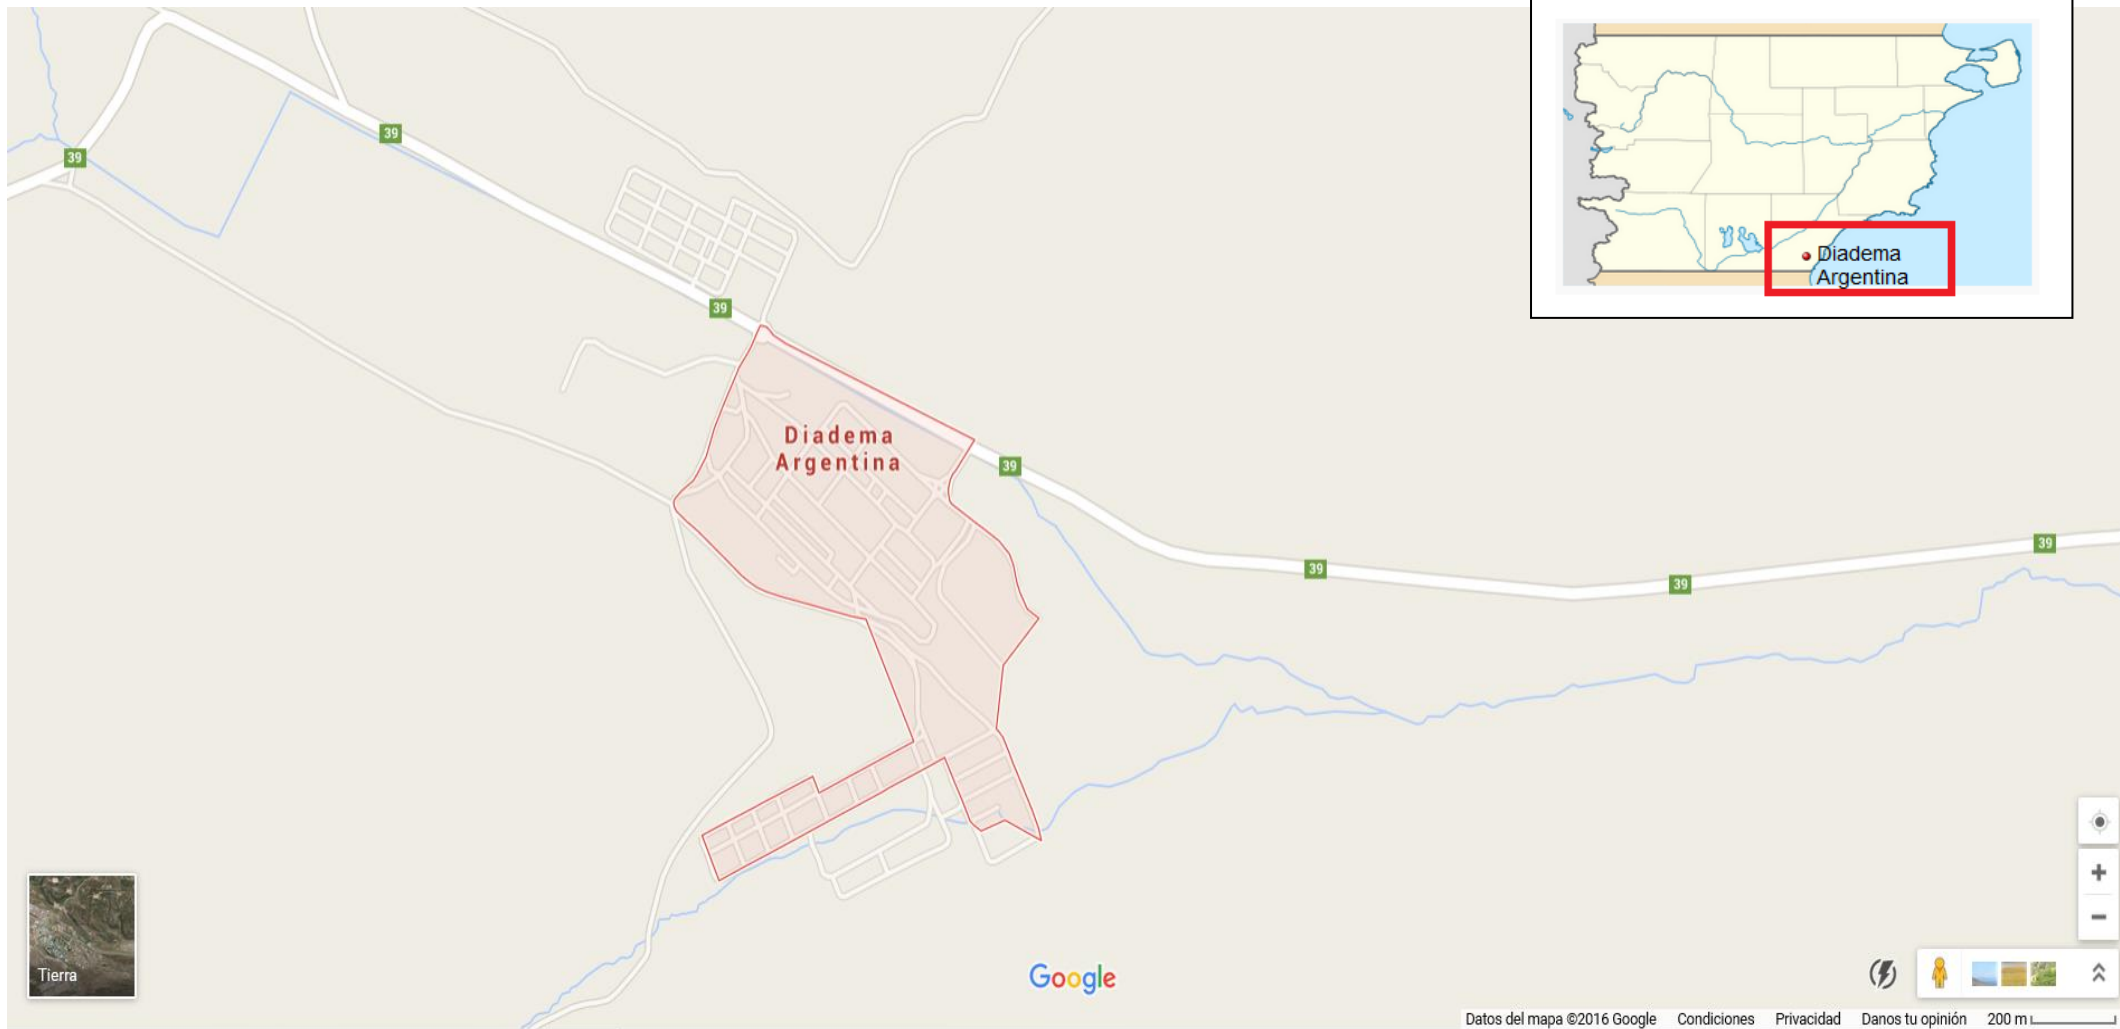 Diadema
Argentina
39
39
39
Diadema
Argentina
39
39
39
39
Tierra
Google
Datos del mapa ©2016 Google Condiciones Privacidad Danos tu opinión 200 m